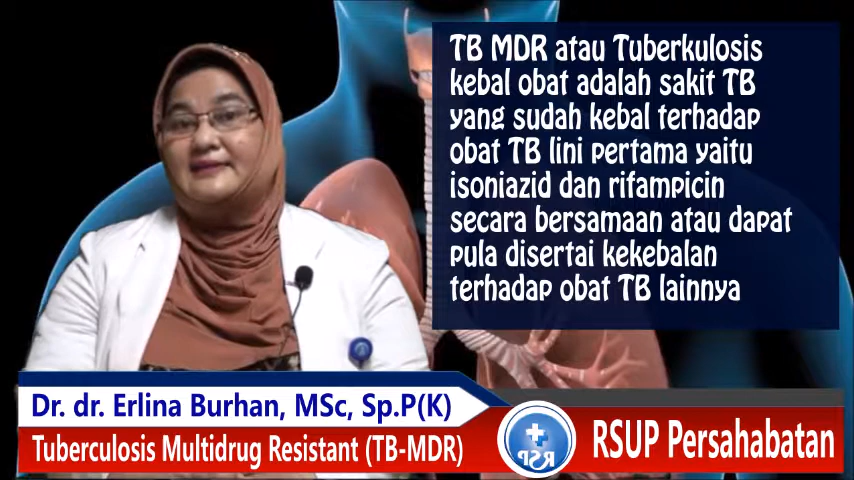 TB MDR atau Tuberkulosis
kebal obat adalah sakit TB
yang sudah kebal terhadap
obat TB lini pertama yaitu
isoniazid dan rifampicin
secara bersamaan atau dapat
pula disertai kekebalan
terhadap obat TB lainnya
Dr. dr. Erlina Burhan, MSc, Sp.P(K)
Tuberculosis Multidrug Resistant (TB-MDR)
RSP
RSUP Persahabatan